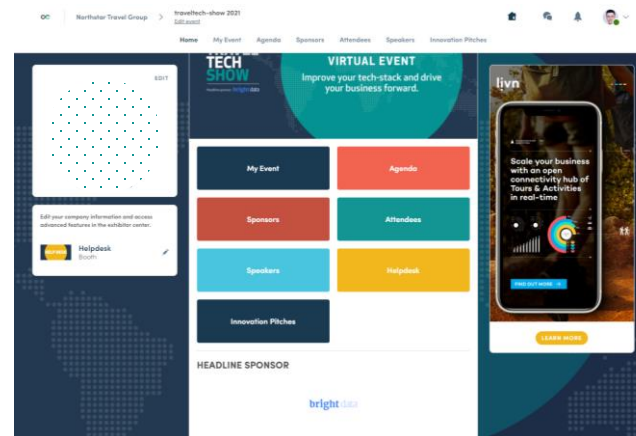 Northstar Travel Group > traveltech-show 2021
Edit event
Home My Event Agenda Sponsors Attendees Speakers Innovation Pitches
EDIT
Edit your company information and access
advanced features in the exhibitor center.
Helpdesk
Booth
TRAVEL
TECH
SHOW
VIRTUAL EVENT
Improve your tech-stack and drive
your business forward.
My Event
Agenda
Sponsors
Attendees
Speakers
Helpdesk
Innovation Pitches
HEADLINE SPONSOR
bright data
livn
Scale your business
with an open
connectivity hub of
Tours & Activities
in real-time
FIND OUT MORE
LEARN MORE